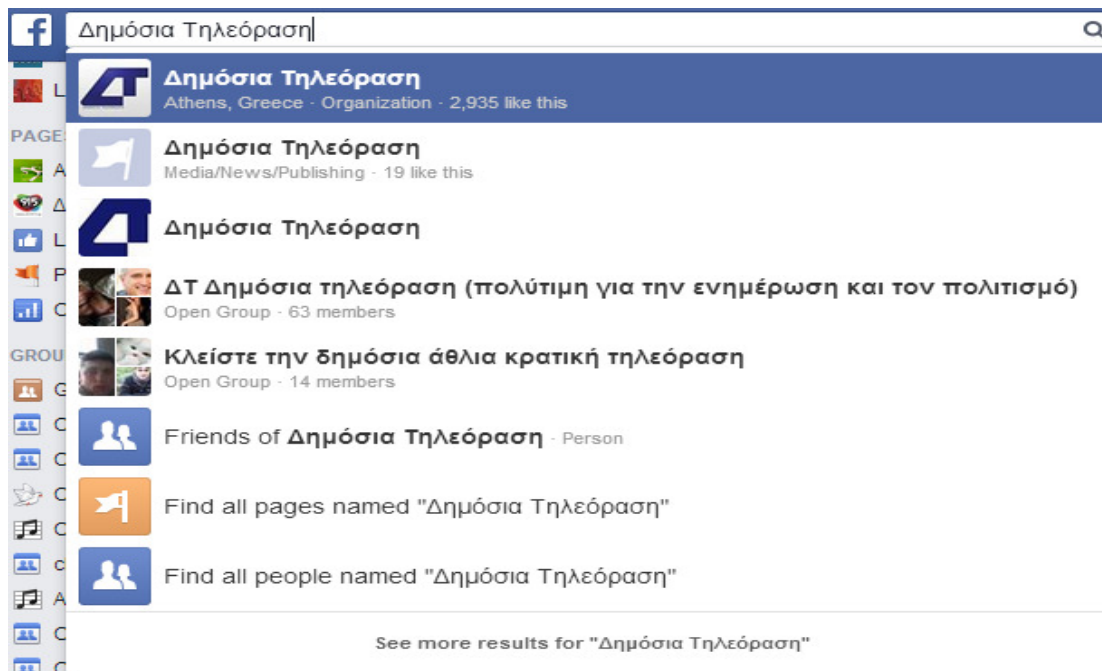 Δημόσια Τηλεόραση
Δημόσια Τηλεόραση
Athens, Greece · Organization · 2,935 like this
L
PAGE
Δημόσια Τηλεόραση
Media/News/Publishing · 19 like this
A
Δ
Δημόσια Τηλεόραση
L
P
ΔΤ Δημόσια τηλεόραση (πολύτιμη για την ενημέρωση και τον πολιτισμό)
Open Group · 63 members
C
GROU
Κλείστε την δημόσια άθλια κρατική τηλεόραση
Open Group · 14 members
G
C
Friends of Δημόσια Τηλεόραση · Person
C
C
Find all pages named "Δημόσια Τηλεόραση"
C
cl
Find all people named "Δημόσια Τηλεόραση"
A
C
See more results for "Δημόσια Τηλεόραση"
C